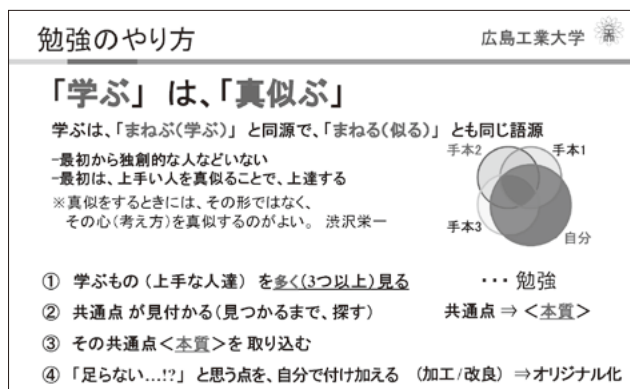 勉強のやり方
広島工業大学
「学ぶ」は、「真似ぶ」
学ぶは、「まねぶ(学ぶ)」と同源で、「まねる(似る)」とも同じ語源
-最初から独創的な人などいない
-最初は、上手い人を真似ることで、上達する
※真似をするときには、その形ではなく、
その心(考え方)を真似するのがよい。 渋沢栄一
手本2
手本1
手本3
自分
① 学ぶもの(上手な人達)を多く(3つ以上)見る ・・・勉強
② 共通点が見付かる(見つかるまで、探す) 共通点⇒<本質>
③ その共通点<本質>を取り込む
④ 「足らない…!?」と思う点を、自分で付け加える (加工/改良) ⇒オリジナル化